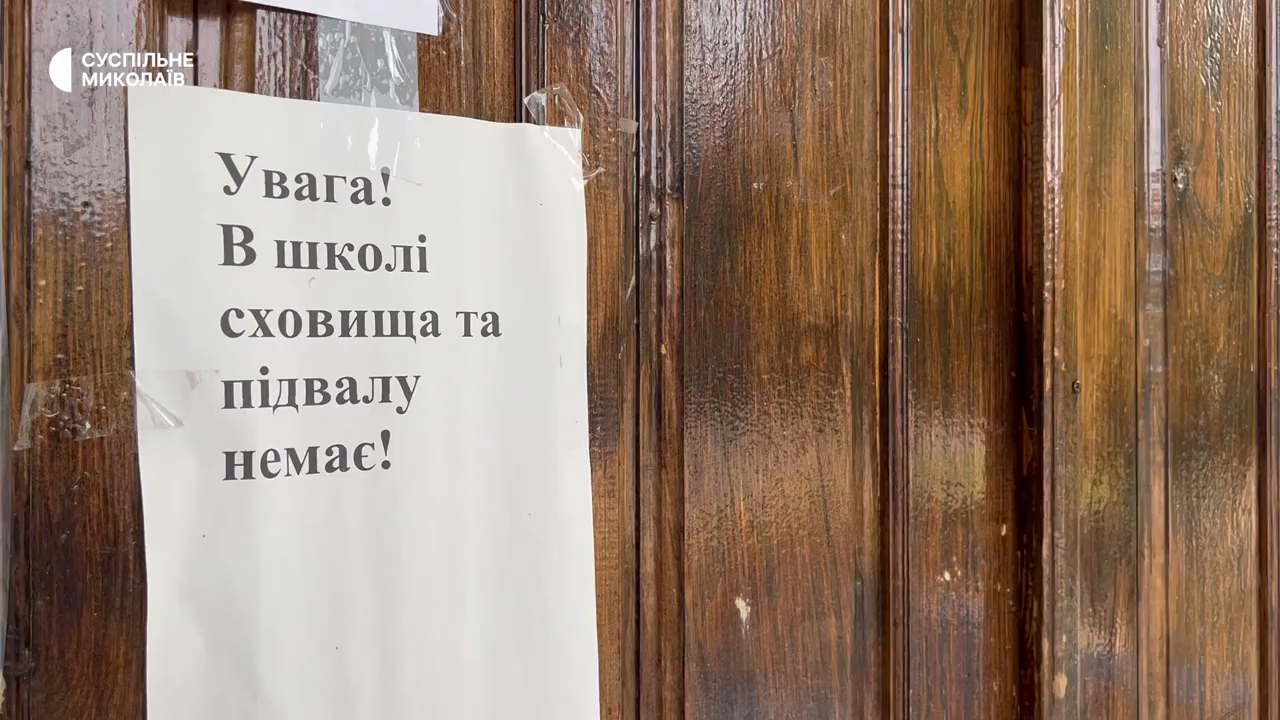 СУСПІЛЬНЕ
МИКОЛАЇВ
Увага!
В школі
сховища та
підвалу
немає!